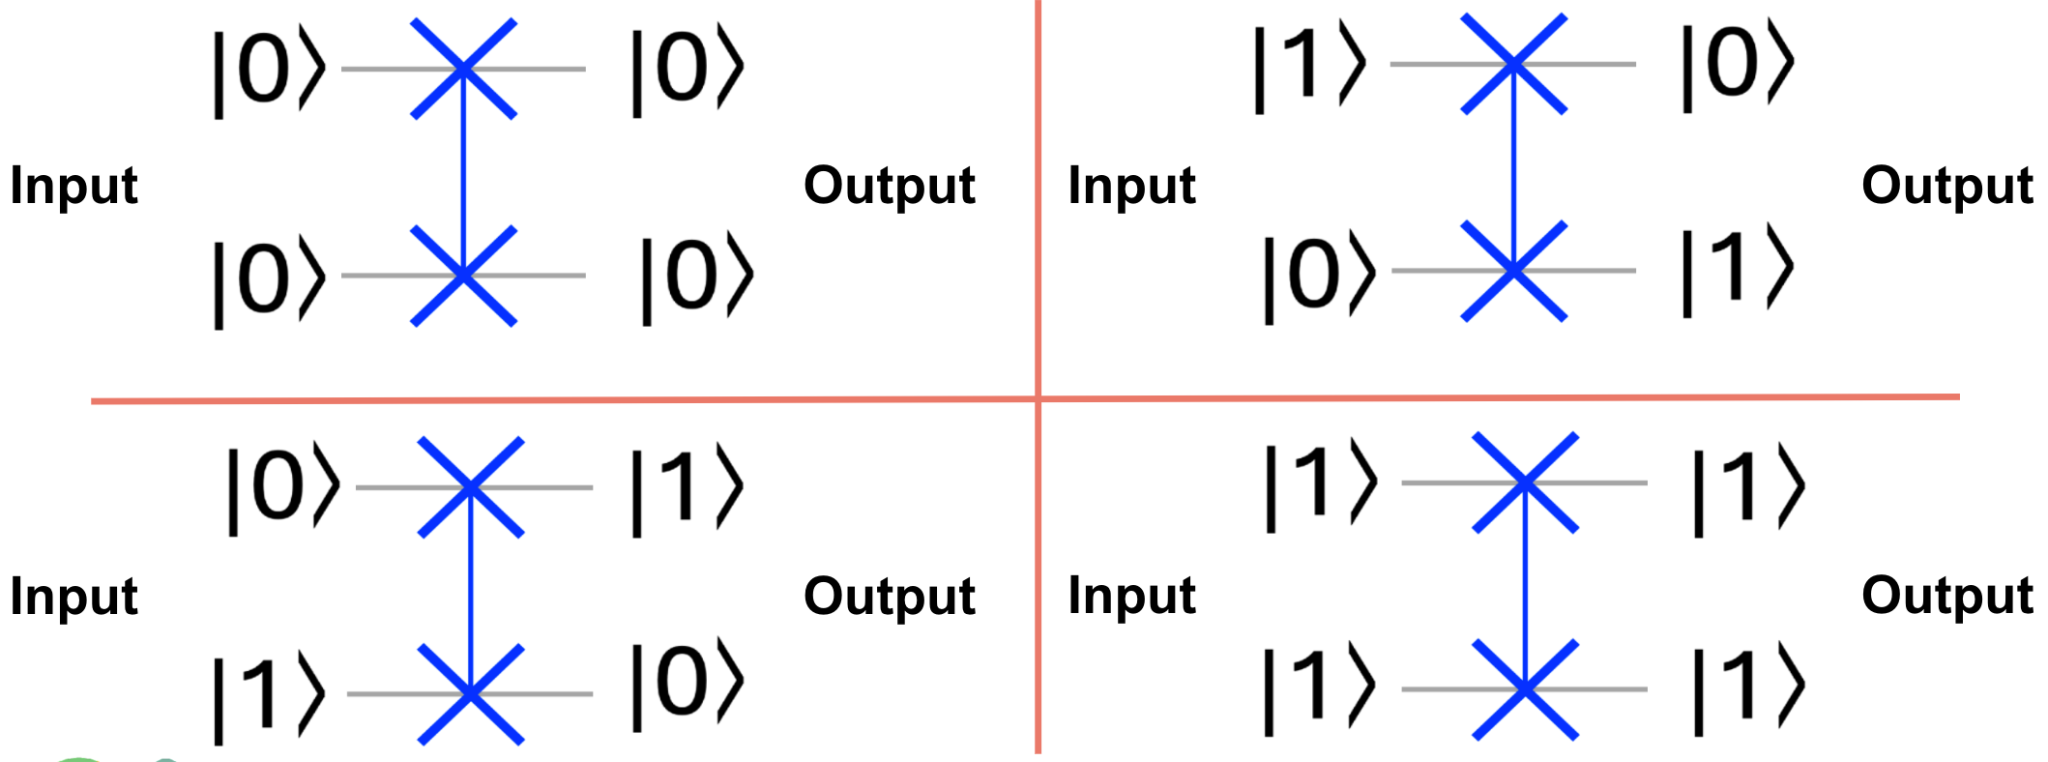 |0⟩ |0⟩
Input Output
|0⟩ |0⟩
|1⟩ |0⟩
Input Output
|0⟩ |1⟩
|0⟩ |1⟩
Input Output
|1⟩ |0⟩
|1⟩ |1⟩
Input Output
|1⟩ |1⟩